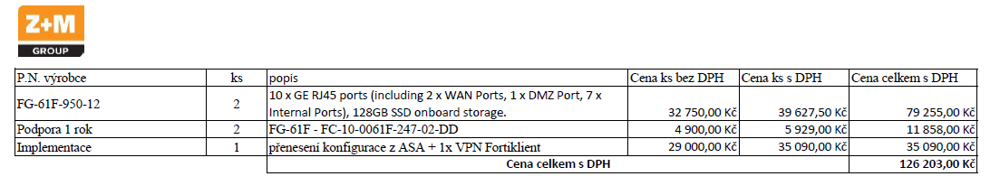 Z+M
GROUP
P.N. výrobce ks popis Cena ks bez DPH Cena ks s DPH Cena celkem s DPH
FG-61F-950-12 2 10 x GE RJ45 ports (including 2 x WAN Ports, 1 x DMZ Port, 7 x
Internal Ports), 128GB SSD onboard storage. 32 750,00 Kč 39 627,50 Kč 79 255,00 Kč
Podpora 1 rok 2 FG-61F - FC-10-0061F-247-02-DD 4 900,00 Kč 5 929,00 Kč 11 858,00 Kč
Implementace 1 přenesení konfigurace z ASA + 1x VPN Fortiklient 29 000,00 Kč 35 090,00 Kč 35 090,00 Kč
Cena celkem s DPH 126 203,00 Kč